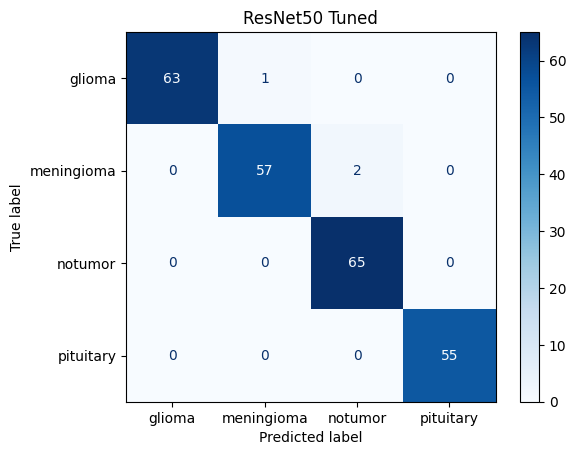 ResNet50 Tuned
glioma 63 1 0 0
meningioma 0 57 2 0
notumor 0 0 65 0
pituitary 0 0 0 55
glioma meningioma notumor pituitary
Predicted label
True label
60
50
40
30
20
10
0